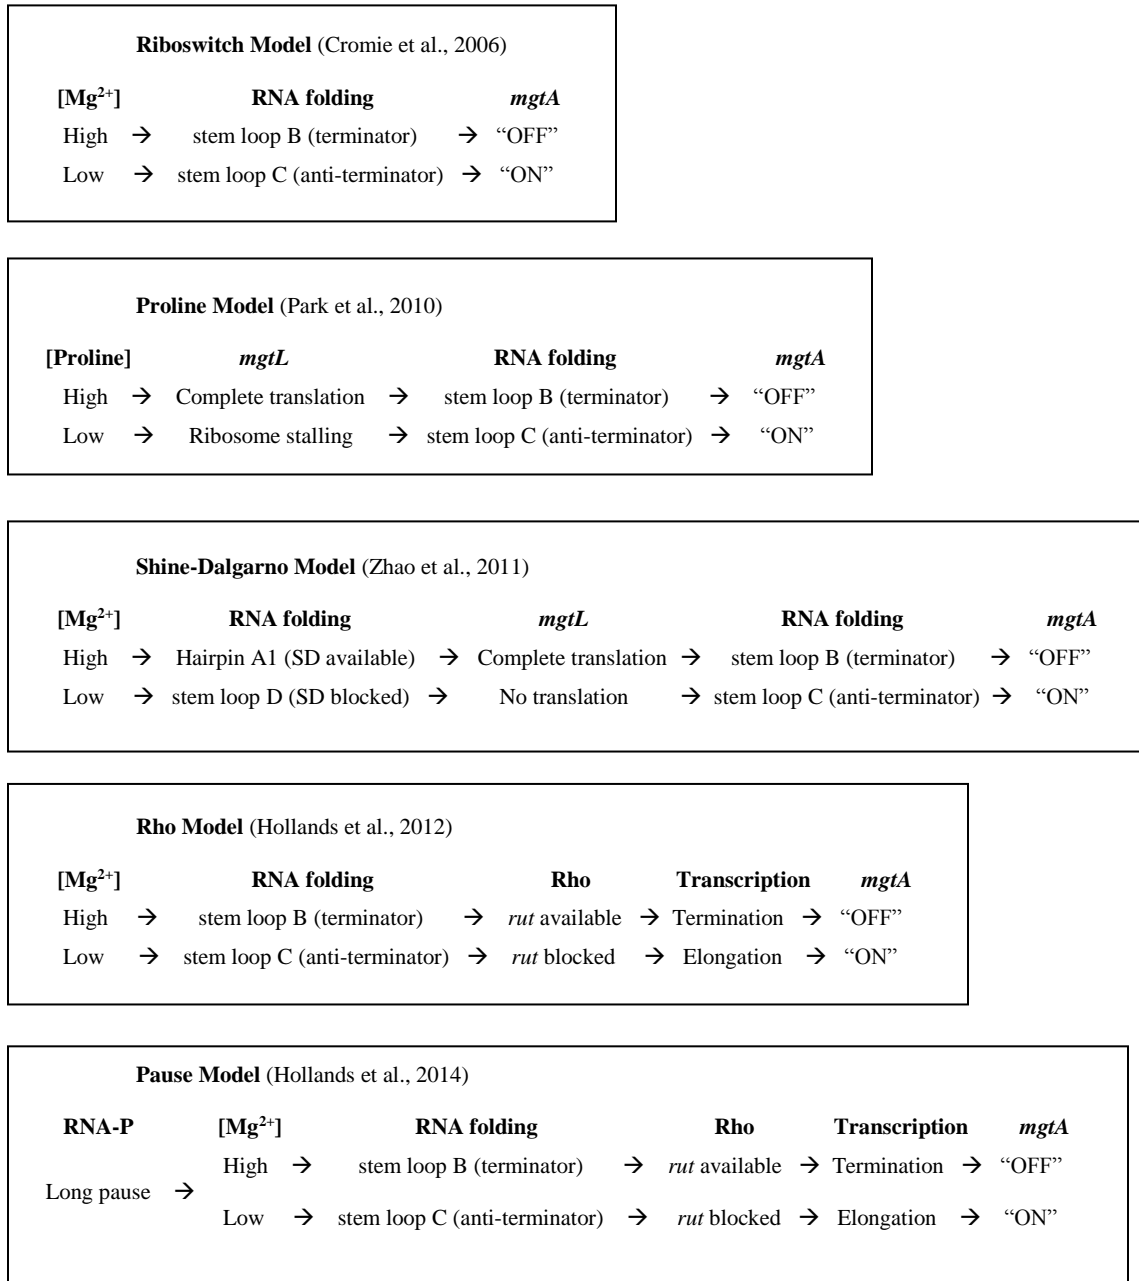 Riboswitch Model (Cromie et al., 2006)
[Mg2+] RNA folding mgtA
High → stem loop B (terminator) → “OFF”
Low → stem loop C (anti-terminator) → “ON”
Proline Model (Park et al., 2010)
[Proline] mgtL RNA folding mgtA
High → Complete translation → stem loop B (terminator) → “OFF”
Low → Ribosome stalling → stem loop C (anti-terminator) → “ON”
Shine-Dalgarno Model (Zhao et al., 2011)
[Mg2+] RNA folding mgtL RNA folding mgtA
High → Hairpin A1 (SD available) → Complete translation → stem loop B (terminator) → “OFF”
Low → stem loop D (SD blocked) → No translation → stem loop C (anti-terminator) → “ON”
Rho Model (Hollands et al., 2012)
[Mg2+] RNA folding Rho Transcription mgtA
High → stem loop B (terminator) → rut available → Termination → “OFF”
Low → stem loop C (anti-terminator) → rut blocked → Elongation → “ON”
Pause Model (Hollands et al., 2014)
RNA-P [Mg2+] RNA folding Rho Transcription mgtA
High → stem loop B (terminator) → rut available → Termination → “OFF”
Long pause →
Low → stem loop C (anti-terminator) → rut blocked → Elongation → “ON”